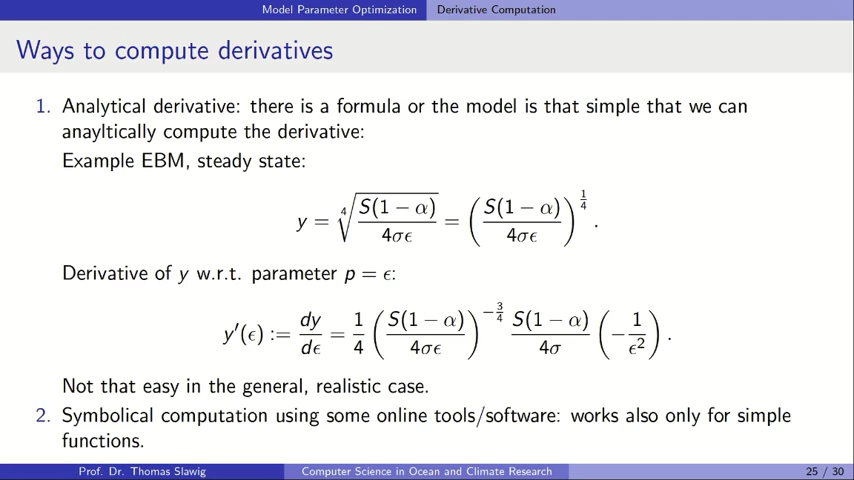 Model Parameter Optimization Derivative Computation
Ways to compute derivatives
1. Analytical derivative: there is a formula or the model is that simple that we can
anayltically compute the derivative:
Example EBM, steady state:
y = ∜(S(1 − α) / 4σϵ) = (S(1 − α) / 4σϵ)^(1/4) .
Derivative of y w.r.t. parameter p = ϵ:
y′(ϵ) := dy/dϵ = 1/4 (S(1 − α) / 4σϵ)^(−3/4) S(1 − α) / 4σ (−1/ϵ²) .
Not that easy in the general, realistic case.
2. Symbolical computation using some online tools/software: works also only for simple
functions.
Prof. Dr. Thomas Slawig Computer Science in Ocean and Climate Research 25 / 30